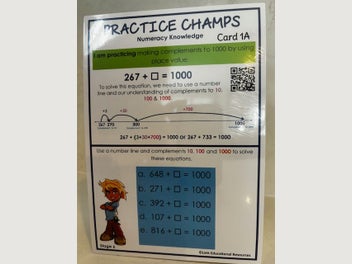 PRACTICE CHAMPS
Numeracy Knowledge
Card 1A
I am practicing making complements to 1000 by using
place value.
267 + ☐ = 1000
To solve this equation, we need to use a number
line and our understanding of complements to 10,
100 & 1000.
+3 +30 +700
267 270 300 1000
267 + (3+30+700) = 1000 or 267 + 733 = 1000
Use a number line and complements 10, 100 and 1000 to solve
these equations.
a. 648 + ☐ = 1000
b. 271 + ☐ = 1000
c. 392 + ☐ = 1000
d. 107 + ☐ = 1000
e. 816 + ☐ = 1000
Stage 5
Educational Resources